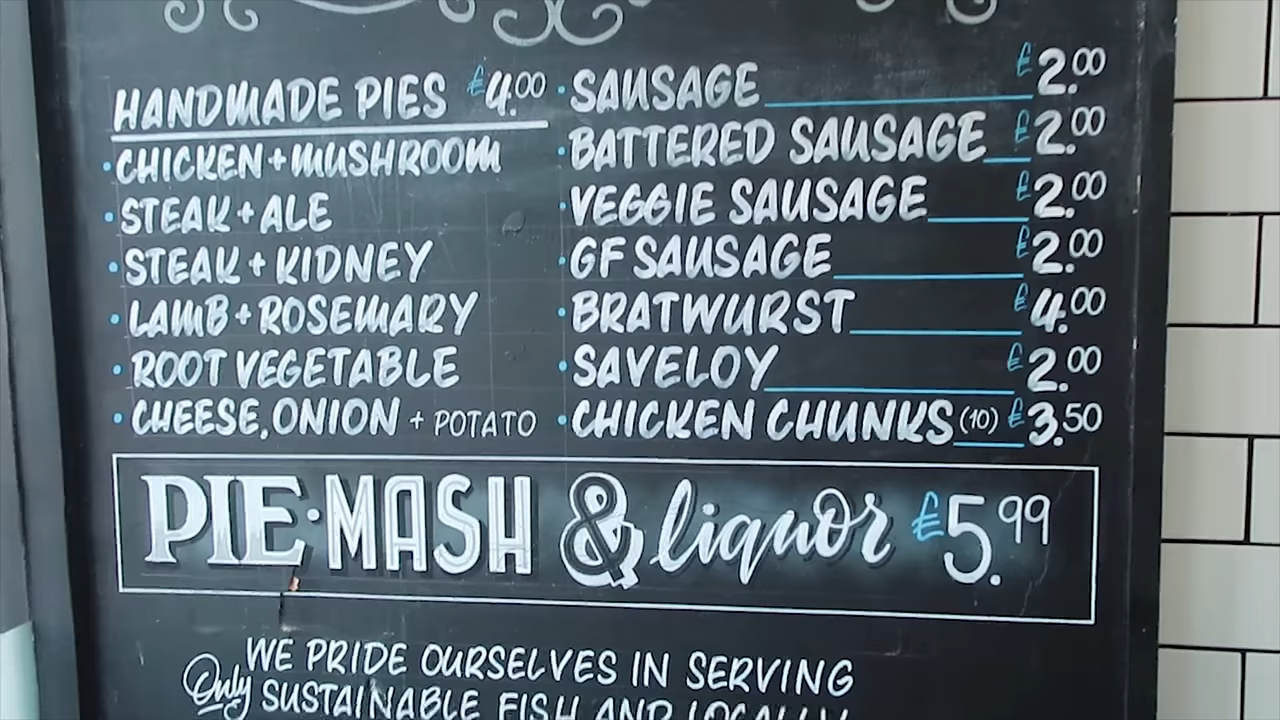 HANDMADE PIES £4.00
• CHICKEN + MUSHROOM
• STEAK + ALE
• STEAK + KIDNEY
• LAMB + ROSEMARY
• ROOT VEGETABLE
• CHEESE, ONION + POTATO
• SAUSAGE £2.00
• BATTERED SAUSAGE £2.00
• VEGGIE SAUSAGE £2.00
• GF SAUSAGE £2.00
• BRATWURST £4.00
• SAVELOY £2.00
• CHICKEN CHUNKS (10) £3.50
PIE • MASH & liquor £5.99
WE PRIDE OURSELVES IN SERVING
Only SUSTAINABLE FISH AND LOCALLY